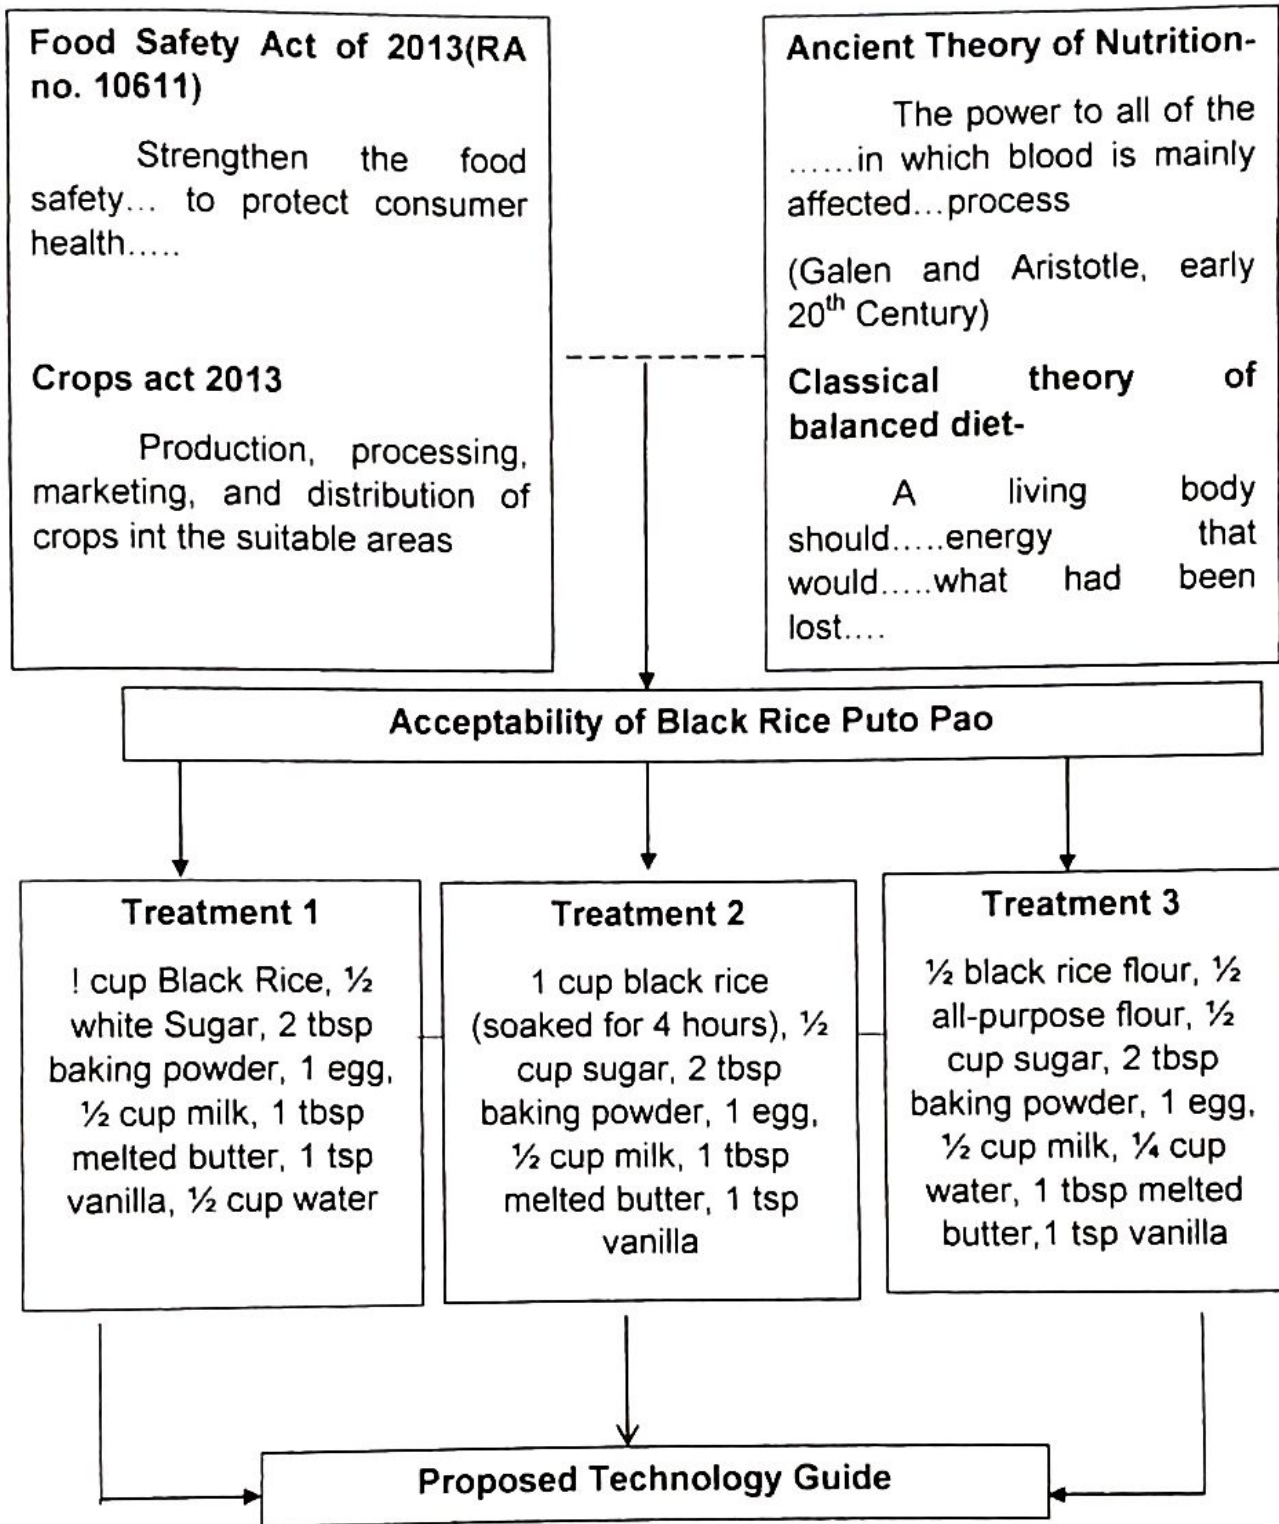 Food Safety Act of 2013(RA
no. 10611)
Strengthen the food
safety... to protect consumer
health.....
Crops act 2013
Production, processing,
marketing, and distribution of
crops int the suitable areas
Ancient Theory of Nutrition-
The power to all of the
......in which blood is mainly
affected...process
(Galen and Aristotle, early
20th Century)
Classical theory of
balanced diet-
A living body
should.....energy that
would.....what had been
lost....
Acceptability of Black Rice Puto Pao
Treatment 1
! cup Black Rice, ½
white Sugar, 2 tbsp
baking powder, 1 egg,
½ cup milk, 1 tbsp
melted butter, 1 tsp
vanilla, ½ cup water
Treatment 2
1 cup black rice
(soaked for 4 hours), ½
cup sugar, 2 tbsp
baking powder, 1 egg,
½ cup milk, 1 tbsp
melted butter, 1 tsp
vanilla
Treatment 3
½ black rice flour, ½
all-purpose flour, ½
cup sugar, 2 tbsp
baking powder, 1 egg,
½ cup milk, ¼ cup
water, 1 tbsp melted
butter,1 tsp vanilla
Proposed Technology Guide